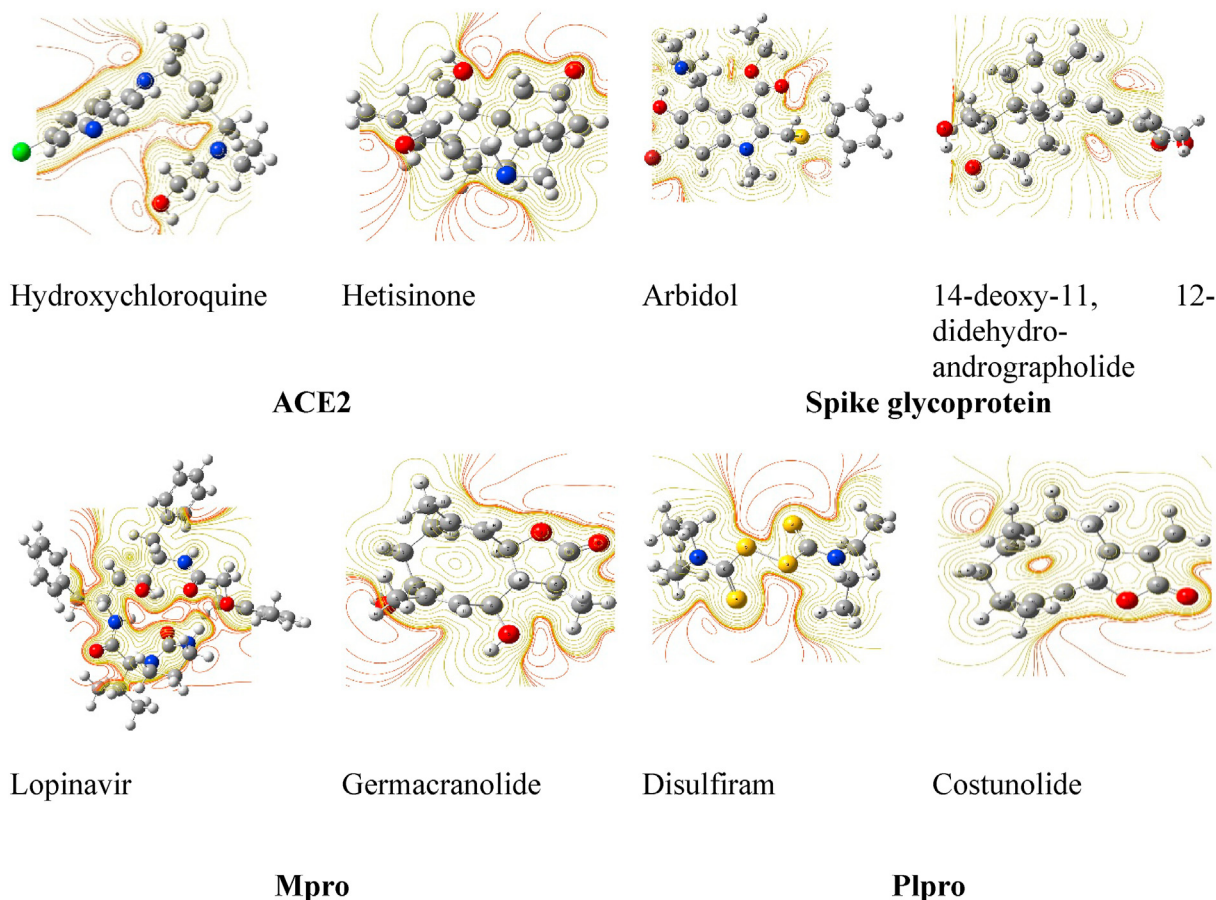 Hydroxychloroquine Hetisinone Arbidol 14-deoxy-11, 12-
didehydro-
andrographolide
ACE2 Spike glycoprotein
Lopinavir Germacranolide Disulfiram Costunolide
Mpro Plpro